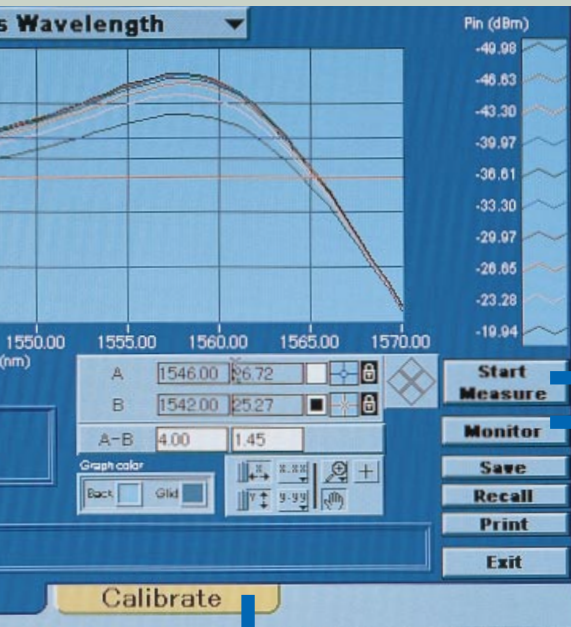 s Wavelength
Pin (dBm)
-49.98
-46.63
-43.30
-39.97
-36.61
-33.30
-29.97
-26.65
-23.28
-19.94
1550.00 1555.00 1560.00 1565.00 1570.00
(nm)
A 1546.00 26.72
B 1542.00 25.27
A-B 4.00 1.45
Graph color
Back Glid
X X.XX
Y Y.YY
Start
Measure
Monitor
Save
Recall
Print
Exit
Calibrate